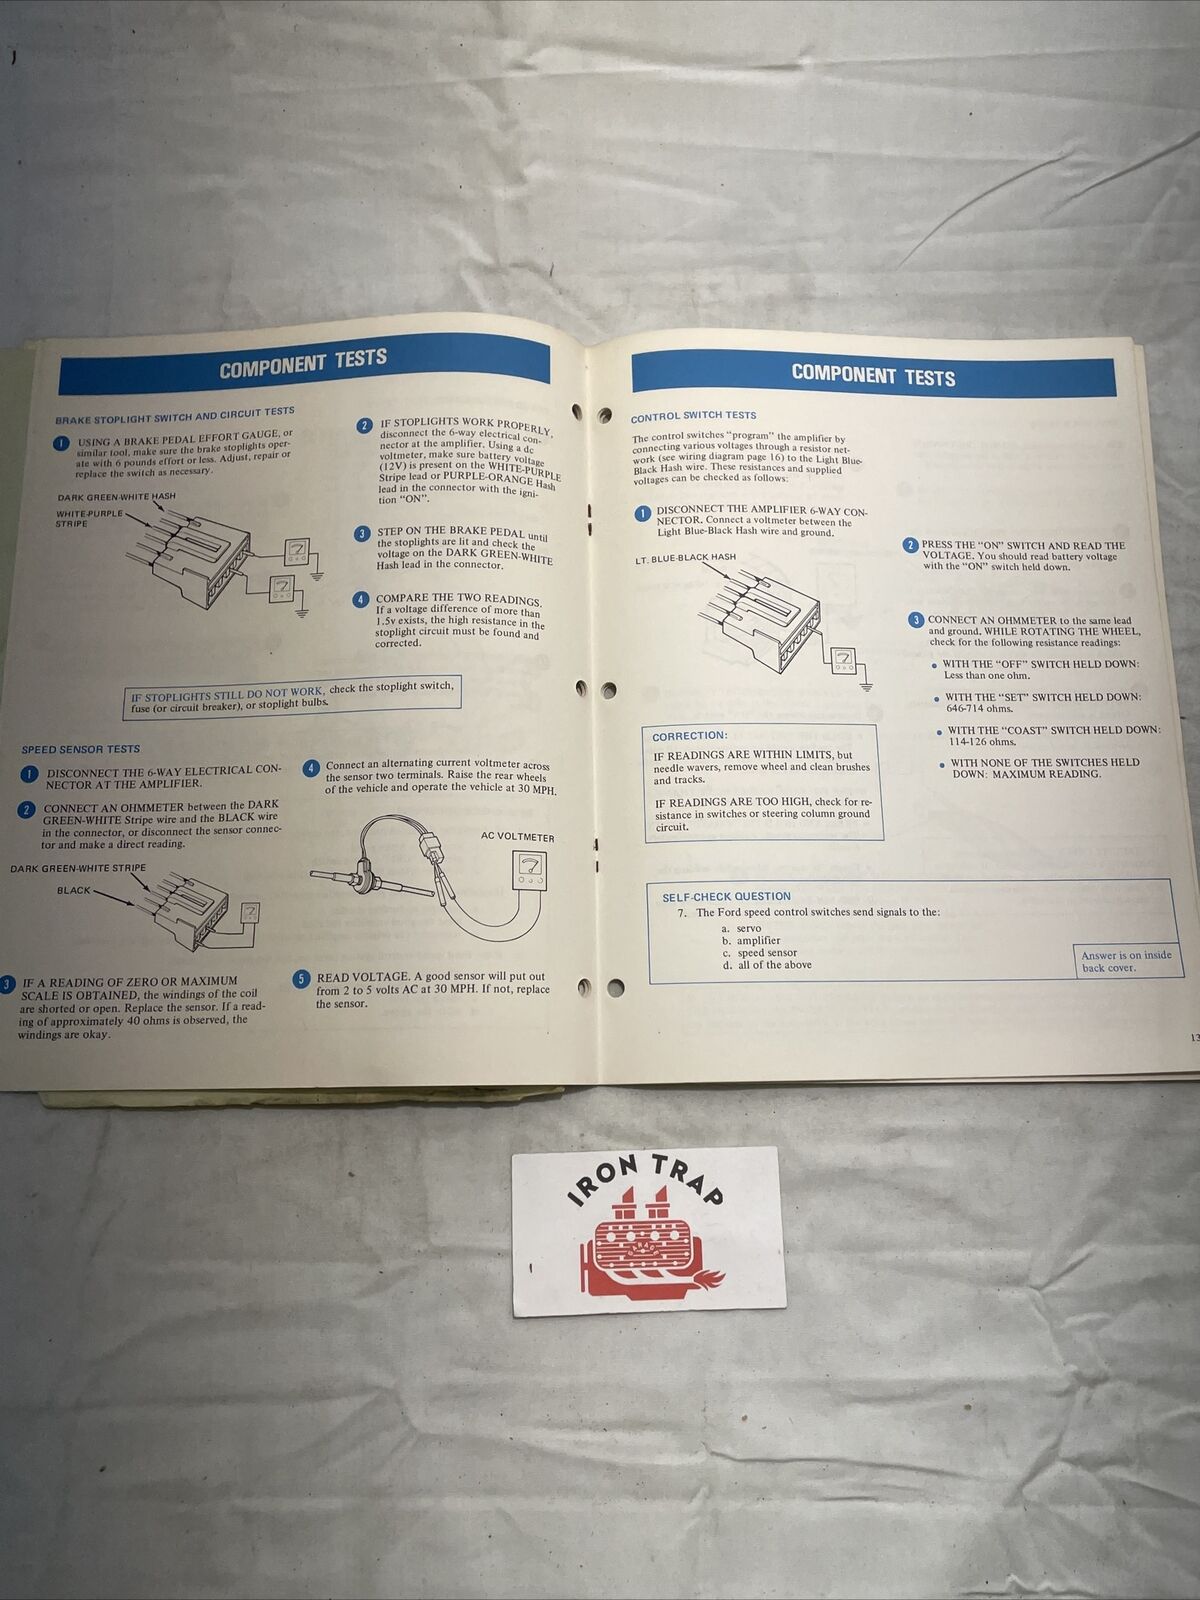 COMPONENT TESTS
BRAKE STOPLIGHT SWITCH AND CIRCUIT TESTS
1 USING A BRAKE PEDAL EFFORT GAUGE, or
similar tool, make sure the brake stoplights oper-
ate with 6 pounds effort or less. Adjust, repair or
replace the switch as necessary.
DARK GREEN-WHITE HASH
WHITE-PURPLE
STRIPE
2 IF STOPLIGHTS WORK PROPERLY,
disconnect the 6-way electrical con-
nector at the amplifier. Using a dc
voltmeter, make sure battery voltage
(12V) is present on the WHITE-PURPLE
Stripe lead or PURPLE-ORANGE Hash
lead in the connector with the igni-
tion "ON".
3 STEP ON THE BRAKE PEDAL until
the stoplights are lit and check the
voltage on the DARK GREEN-WHITE
Hash lead in the connector.
4 COMPARE THE TWO READINGS.
If a voltage difference of more than
1.5v exists, the high resistance in the
stoplight circuit must be found and
corrected.
IF STOPLIGHTS STILL DO NOT WORK, check the stoplight switch,
fuse (or circuit breaker), or stoplight bulbs.
SPEED SENSOR TESTS
1 DISCONNECT THE 6-WAY ELECTRICAL CON-
NECTOR AT THE AMPLIFIER.
2 CONNECT AN OHMMETER between the DARK
GREEN-WHITE Stripe wire and the BLACK wire
in the connector, or disconnect the sensor connec-
tor and make a direct reading.
DARK GREEN-WHITE STRIPE
BLACK
3 IF A READING OF ZERO OR MAXIMUM
SCALE IS OBTAINED, the windings of the coil
are shorted or open. Replace the sensor. If a read-
ing of approximately 40 ohms is observed, the
windings are okay.
4 Connect an alternating current voltmeter across
the sensor two terminals. Raise the rear wheels
of the vehicle and operate the vehicle at 30 MPH.
AC VOLTMETER
5 READ VOLTAGE. A good sensor will put out
from 2 to 5 volts AC at 30 MPH. If not, replace
the sensor.
COMPONENT TESTS
CONTROL SWITCH TESTS
The control switches "program" the amplifier by
connecting various voltages through a resistor net-
work (see wiring diagram page 16) to the Light Blue-
Black Hash wire. These resistances and supplied
voltages can be checked as follows:
1 DISCONNECT THE AMPLIFIER 6-WAY CON-
NECTOR. Connect a voltmeter between the
Light Blue-Black Hash wire and ground.
LT. BLUE-BLACK HASH
2 PRESS THE "ON" SWITCH AND READ THE
VOLTAGE. You should read battery voltage
with the "ON" switch held down.
3 CONNECT AN OHMMETER to the same lead
and ground. WHILE ROTATING THE WHEEL,
check for the following resistance readings:
• WITH THE "OFF" SWITCH HELD DOWN:
Less than one ohm.
• WITH THE "SET" SWITCH HELD DOWN:
646-714 ohms.
• WITH THE "COAST" SWITCH HELD DOWN:
114-126 ohms.
• WITH NONE OF THE SWITCHES HELD
DOWN: MAXIMUM READING.
CORRECTION:
IF READINGS ARE WITHIN LIMITS, but
needle wavers, remove wheel and clean brushes
and tracks.
IF READINGS ARE TOO HIGH, check for re-
sistance in switches or steering column ground
circuit.
SELF-CHECK QUESTION
7. The Ford speed control switches send signals to the:
a. servo
b. amplifier
c. speed sensor
d. all of the above
Answer is on inside
back cover.
13
IRON TRAP
GARAGE